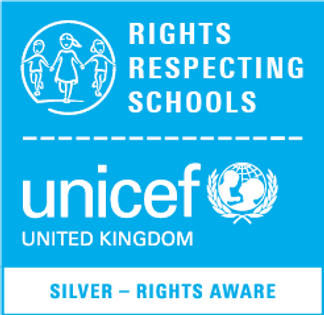 RIGHTS
RESPECTING
SCHOOLS
unicef
UNITED KINGDOM
SILVER – RIGHTS AWARE